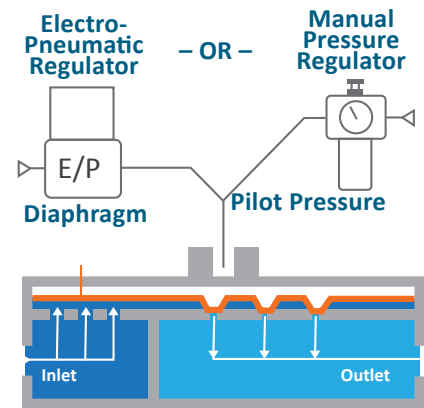 Electro-
Pneumatic
Regulator
– OR –
Manual
Pressure
Regulator
E/P
Diaphragm
Pilot Pressure
Inlet
Outlet